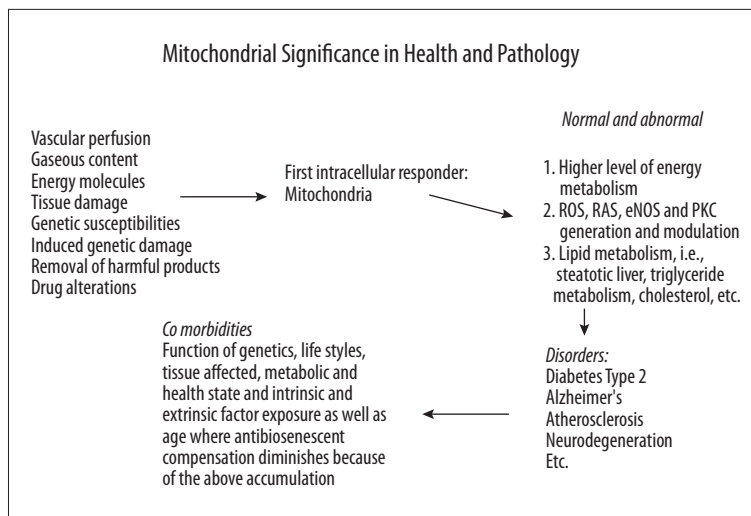 Mitochondrial Significance in Health and Pathology
Vascular perfusion
Gaseous content
Energy molecules
Tissue damage
Genetic susceptibilities
Induced genetic damage
Removal of harmful products
Drug alterations
First intracellular responder:
Mitochondria
Normal and abnormal
1. Higher level of energy
metabolism
2. ROS, RAS, eNOS and PKC
generation and modulation
3. Lipid metabolism, i.e.,
steatotic liver, triglyceride
metabolism, cholesterol, etc.
Disorders:
Diabetes Type 2
Alzheimer's
Atherosclerosis
Neurodegeneration
Etc.
Co morbidities
Function of genetics, life styles,
tissue affected, metabolic and
health state and intrinsic and
extrinsic factor exposure as well as
age where antibiosenescent
compensation diminishes because
of the above accumulation